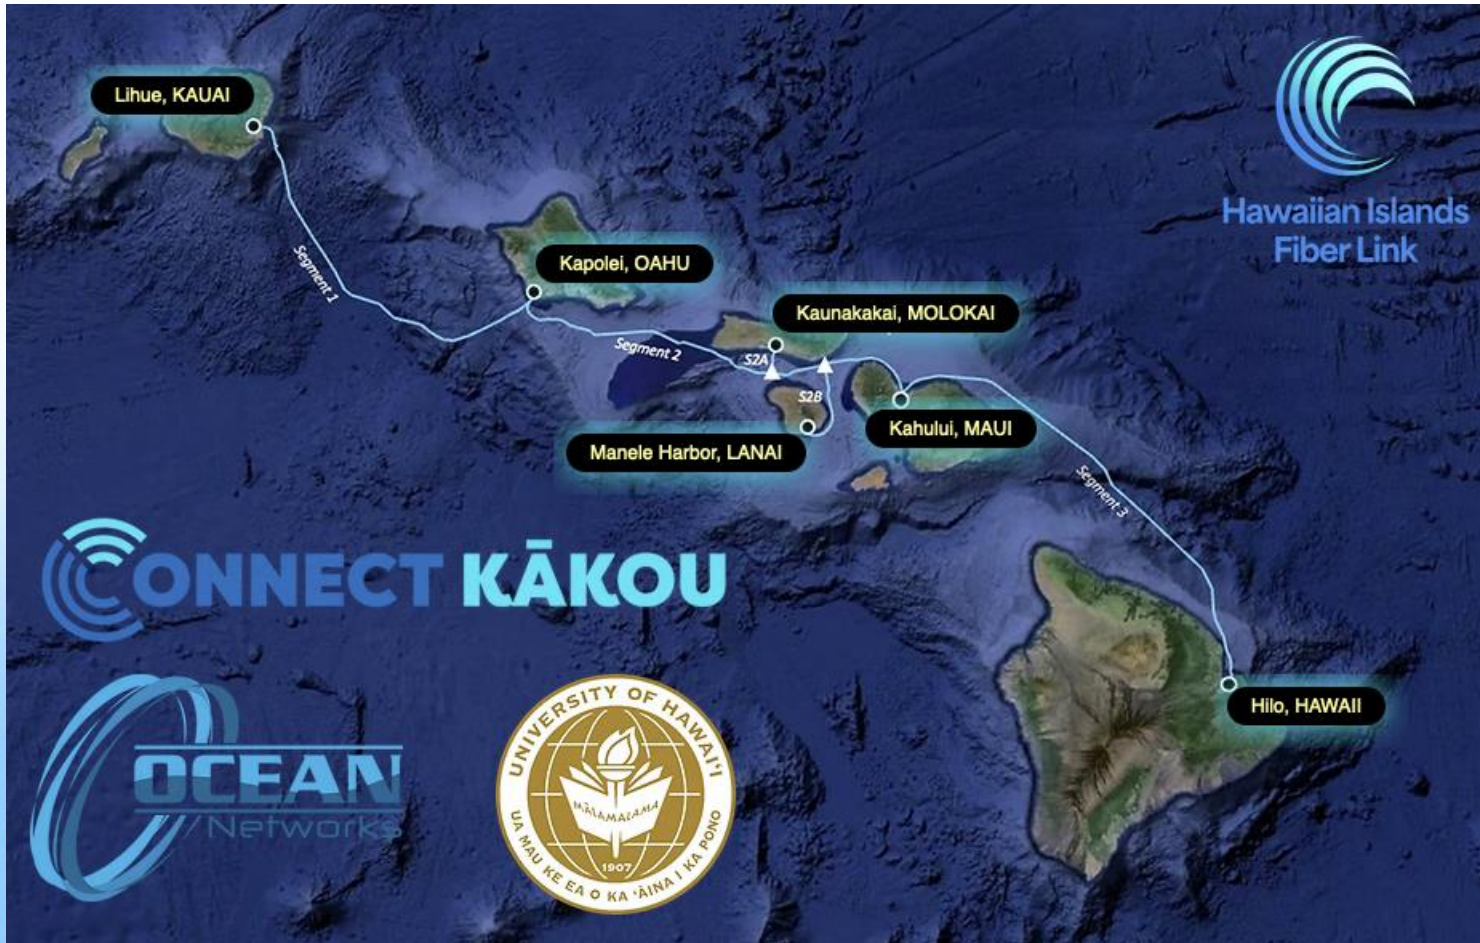 Lihue, KAUAI
Hawaiian Islands
Fiber Link
Segment 1
Kapolei, OAHU
Kaunakakai, MOLOKAI
Segment 2
S2A
S2B
Kahului, MAUI
Manele Harbor, LANAI
Segment 3
CONNECT KĀKOU
Hilo, HAWAII
OCEAN
Networks
UNIVERSITY OF HAWAI‘I
MĀLAMALAMA
1907
UA MAU KE EA O KA ‘ĀINA I KA PONO